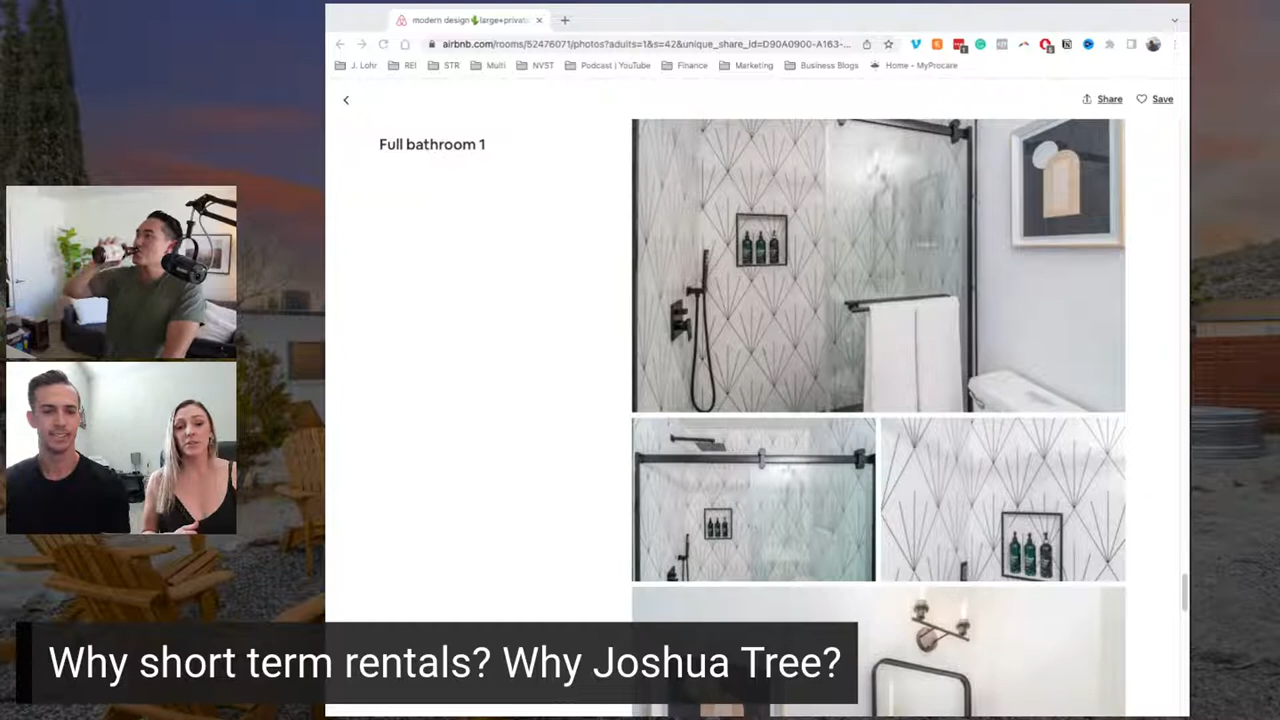 modern design🌵large+privat
airbnb.com/rooms/52476071/photos?adults=1&s=42&unique_share_id=D90A0900-A163-...
J. Lohr
REI
STR
Multi
NVST
Podcast | YouTube
Finance
Marketing
Business Blogs
Home - MyProcare
Share
Save
Full bathroom 1
Why short term rentals? Why Joshua Tree?